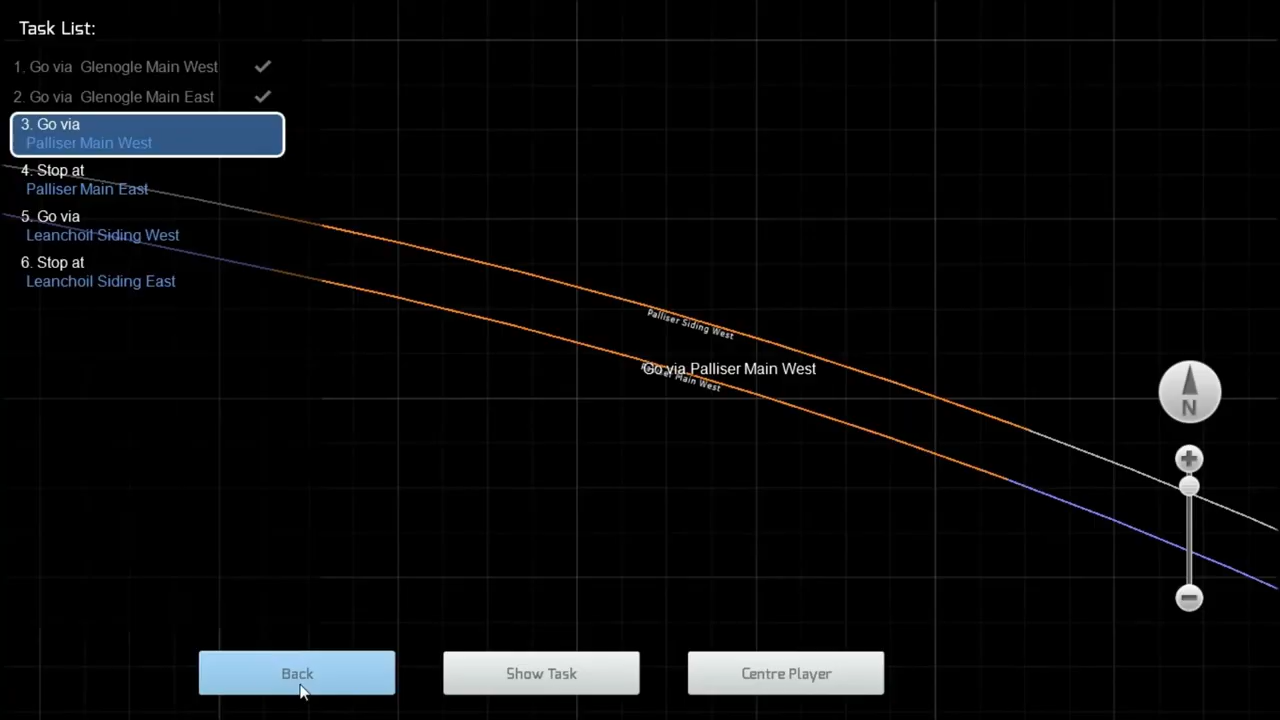 Task List:
1. Go via Glenogle Main West
2. Go via Glenogle Main East
3. Go via
Palliser Main West
4. Stop at
Palliser Main East
5. Go via
Leanchoil Siding West
6. Stop at
Leanchoil Siding East
Palliser Siding West
Go via Palliser Main West
Main West
N
Back
Show Task
Centre Player